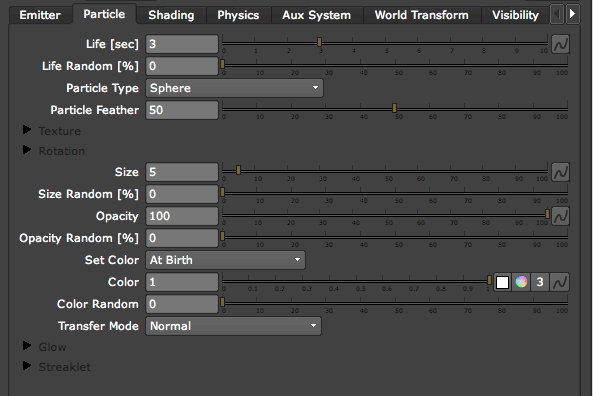 Emitter Particle Shading Physics Aux System World Transform Visibility
Life [sec] 3
0 1 2 3 4 5 6 7 8 9 10
Life Random [%] 0
0 10 20 30 40 50 60 70 80 90 100
Particle Type Sphere
Particle Feather 50
0 10 20 30 40 50 60 70 80 90 100
Texture
Rotation
Size 5
0 10 20 30 40 50 60 70 80 90 100
Size Random [%] 0
0 10 20 30 40 50 60 70 80 90 100
Opacity 100
0 10 20 30 40 50 60 70 80 90 100
Opacity Random [%] 0
0 10 20 30 40 50 60 70 80 90 100
Set Color At Birth
Color 1 3
0 0.1 0.2 0.3 0.4 0.5 0.6 0.7 0.8 0.9 1
Color Random 0
0 10 20 30 40 50 60 70 80 90 100
Transfer Mode Normal
Glow
Streaklet